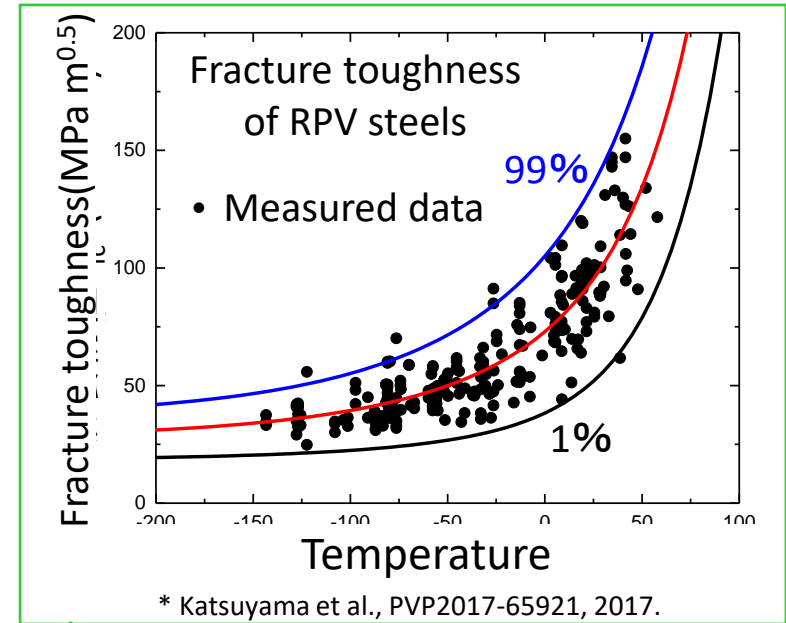 Fracture toughness
of RPV steels
• Measured data
99%
1%
Fracture toughness(MPa m^0.5)
200
150
100
50
0
-200 -150 -100 -50 0 50 100
Temperature
* Katsuyama et al., PVP2017-65921, 2017.